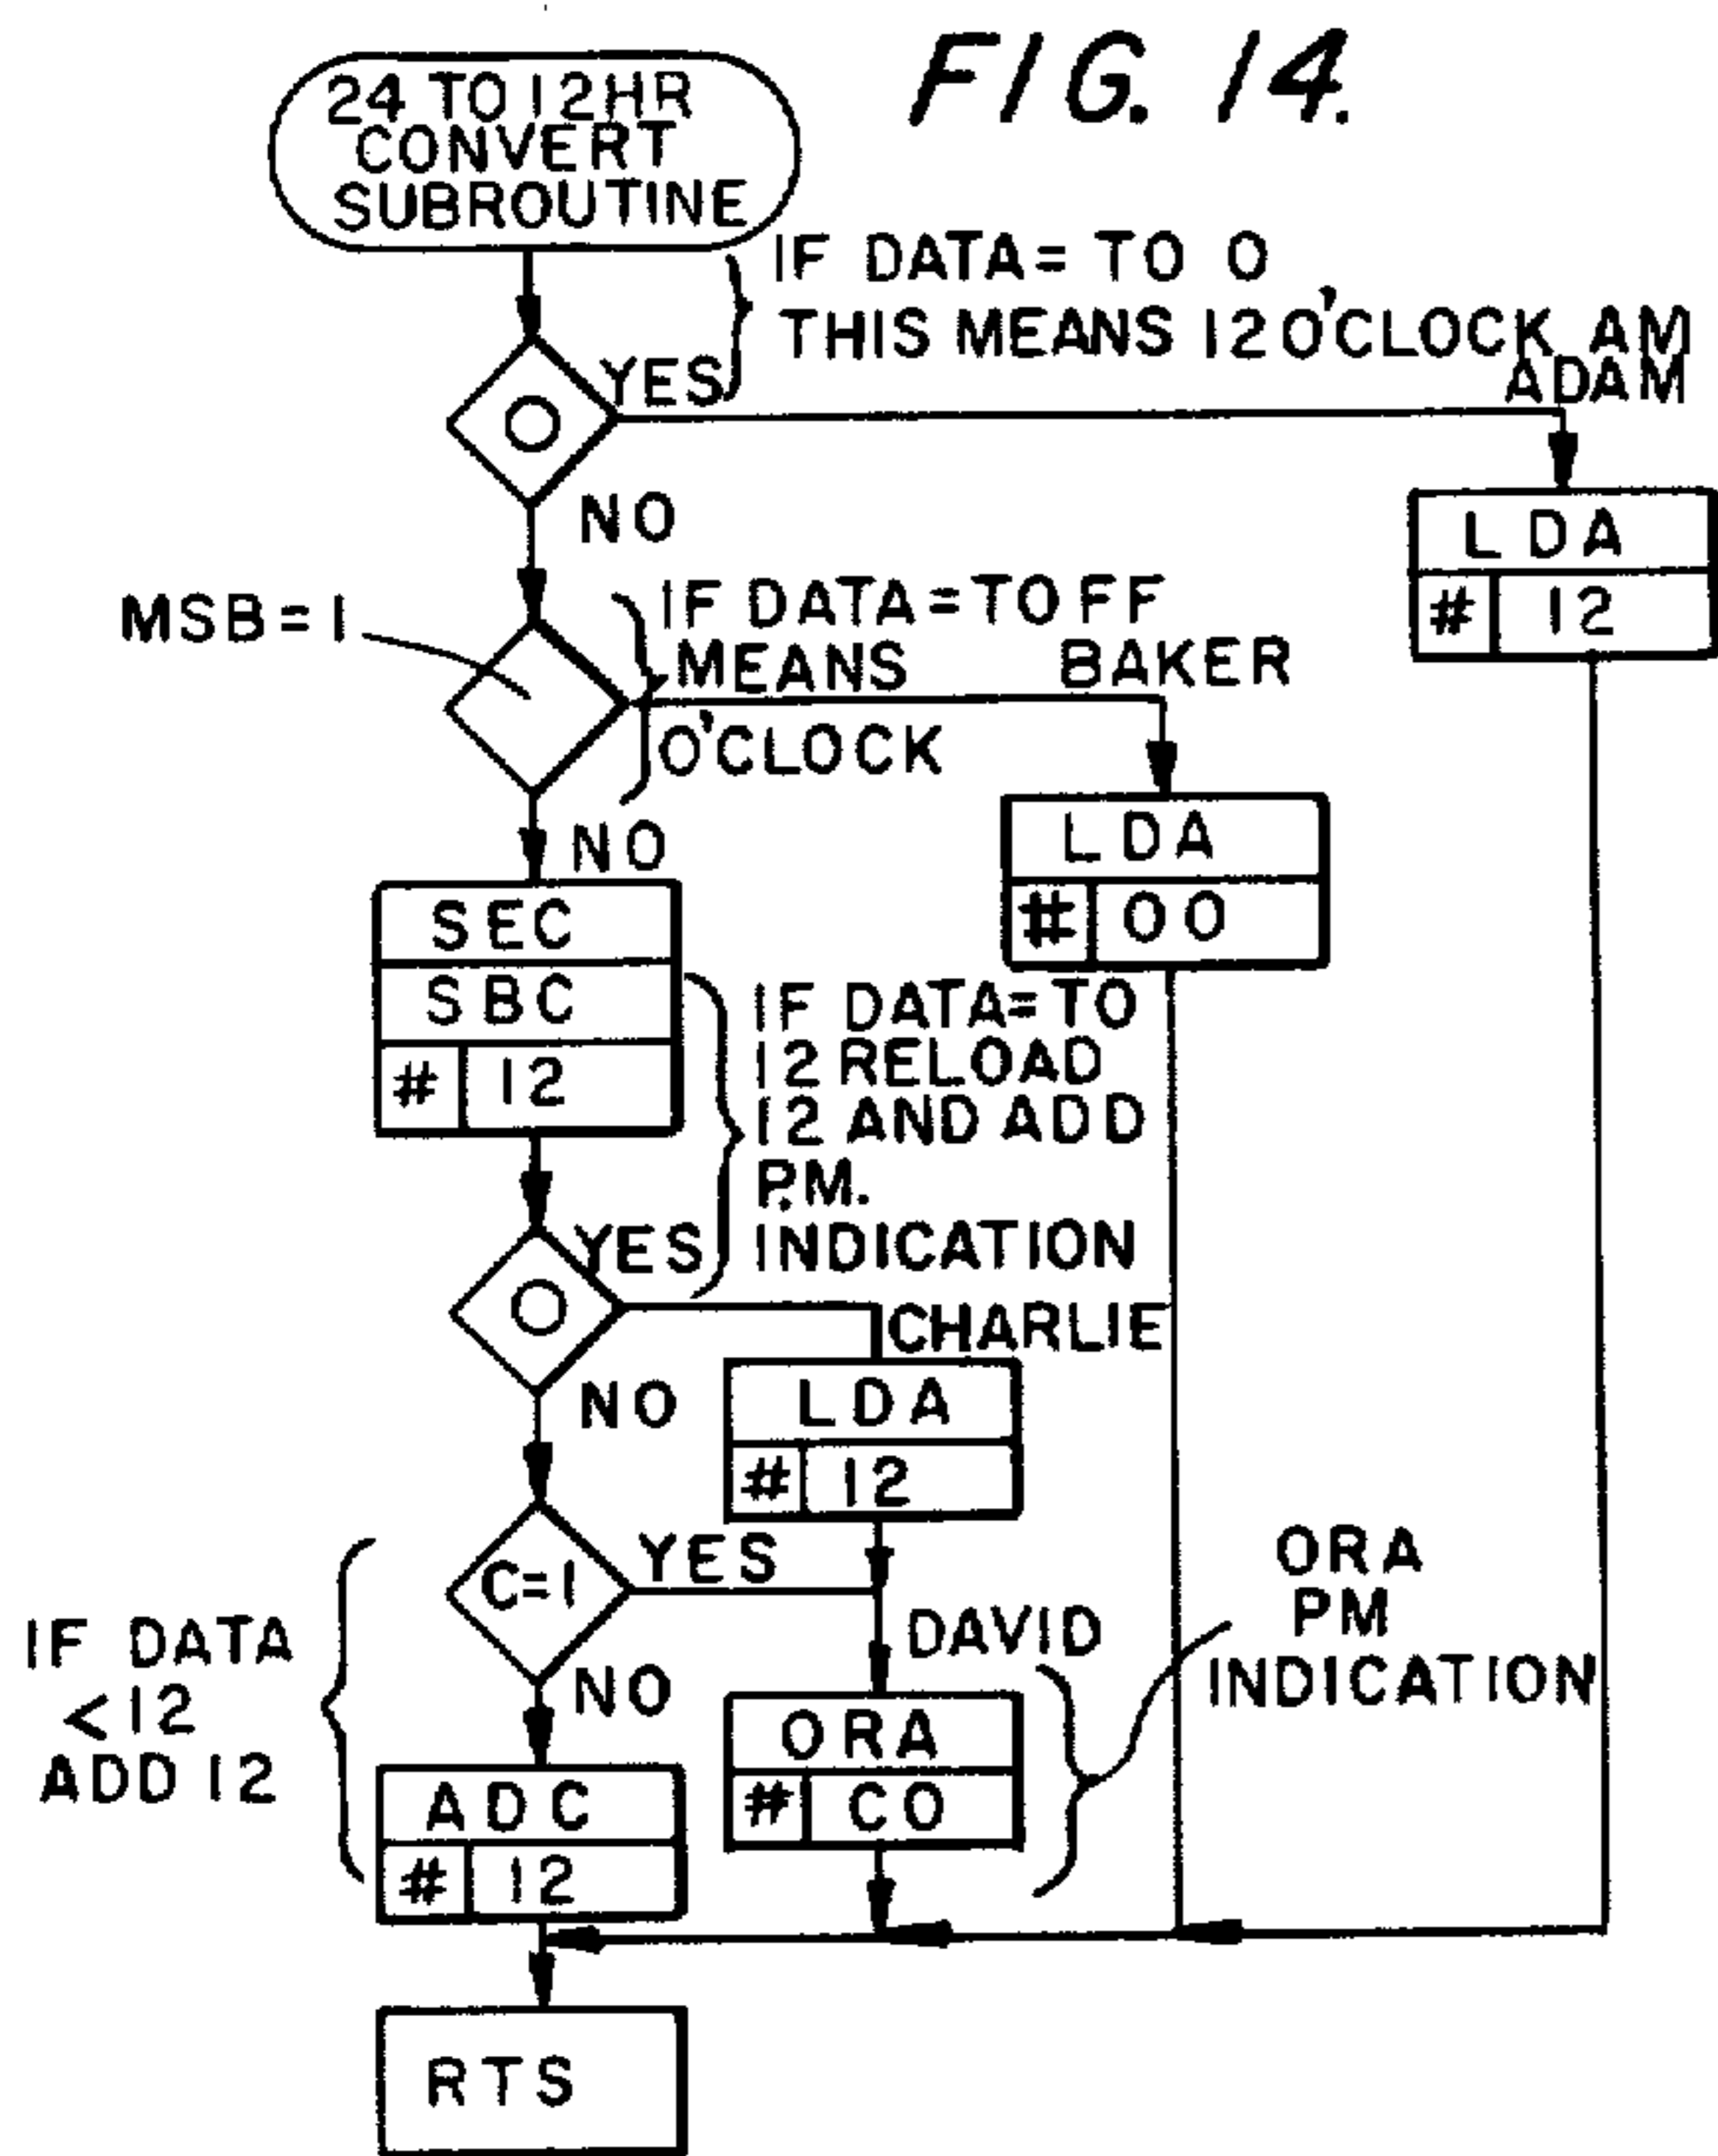 FIG. 14.
24 TO 12HR
CONVERT
SUBROUTINE
IF DATA= TO 0
THIS MEANS 12 O'CLOCK AM
YES
ADAM
O
NO
LDA
# 12
MSB=1
IF DATA=TO FF
MEANS
O'CLOCK
BAKER
NO
LDA
# 00
SEC
SBC
# 12
IF DATA=TO
12 RELOAD
12 AND ADD
P.M.
INDICATION
YES
O
CHARLIE
NO
LDA
# 12
C=1
YES
NO
DAVID
ORA
PM
INDICATION
IF DATA
<12
ADD 12
ORA
# C0
ADC
# 12
RTS